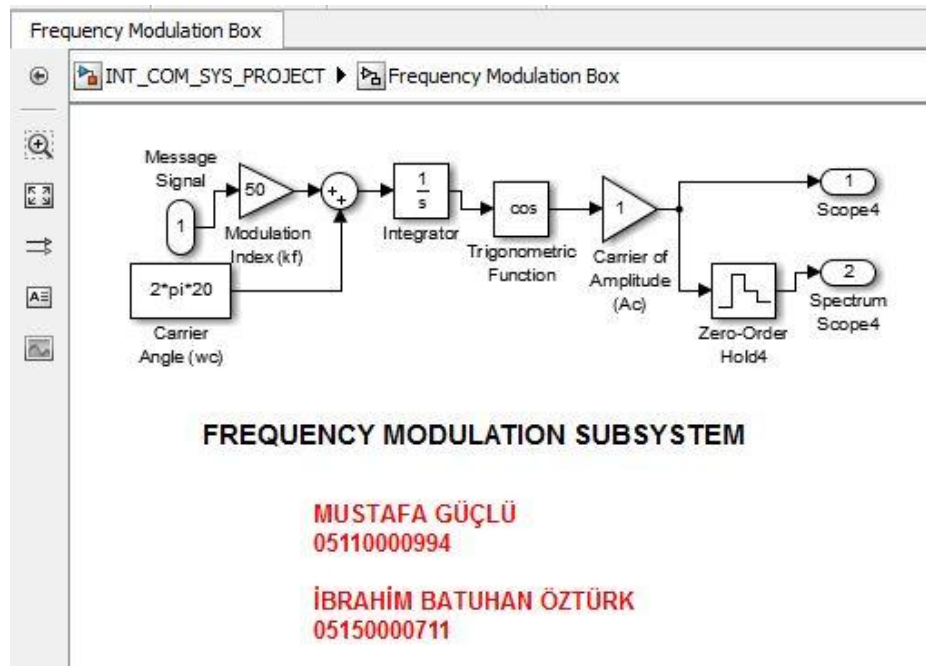 Frequency Modulation Box
INT_COM_SYS_PROJECT
Frequency Modulation Box
Message
Signal
1
50
Modulation
Index (kf)
+
+
1
s
Integrator
cos
Trigonometric
Function
1
Carrier of
Amplitude
(Ac)
1
Scope4
2
Spectrum
Scope4
Zero-Order
Hold4
2*pi*20
Carrier
Angle (wc)
FREQUENCY MODULATION SUBSYSTEM
MUSTAFA GÜÇLÜ
05110000994
İBRAHİM BATUHAN ÖZTÜRK
05150000711